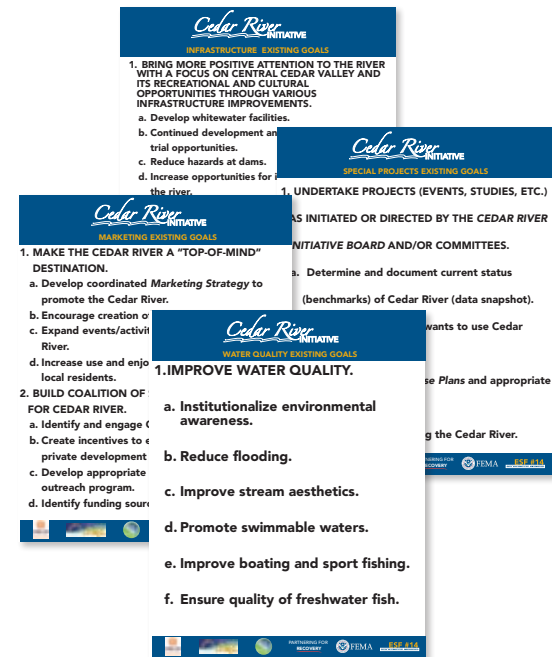 Cedar River
INITIATIVE
INFRASTRUCTURE EXISTING GOALS
1. BRING MORE POSITIVE ATTENTION TO THE RIVER
WITH A FOCUS ON CENTRAL CEDAR VALLEY AND
ITS RECREATIONAL AND CULTURAL
OPPORTUNITIES THROUGH VARIOUS
INFRASTRUCTURE IMPROVEMENTS.
a. Develop whitewater facilities.
b. Continued development
trial opportunities.
c. Reduce hazards at dams.
d. Increase opportunities for
the river.
Cedar River
INITIATIVE
SPECIAL PROJECTS EXISTING GOALS
1. UNDERTAKE PROJECTS (EVENTS, STUDIES, ETC.)
AS INITIATED OR DIRECTED BY THE CEDAR RIVER
INITIATIVE BOARD AND/OR COMMITTEES.
a. Determine and document current status
(benchmarks) of Cedar River (data snapshot).
wants to use Cedar
Plans and appropriate
the Cedar River.
RECOVERY
FEMA
ESF #14
Cedar River
INITIATIVE
MARKETING EXISTING GOALS
1. MAKE THE CEDAR RIVER A "TOP-OF-MIND"
DESTINATION.
a. Develop coordinated Marketing Strategy to
promote the Cedar River.
b. Encourage creation
c. Expand
River.
d. Increase use and
local residents.
2. BUILD COALITION OF
FOR CEDAR RIVER.
a. Identify and engage
b. Create incentives to
private development
c. Develop appropriate
outreach program.
d. Identify funding
Cedar River
INITIATIVE
WATER QUALITY EXISTING GOALS
1.IMPROVE WATER QUALITY.
a. Institutionalize environmental
awareness.
b. Reduce flooding.
c. Improve stream aesthetics.
d. Promote swimmable waters.
e. Improve boating and sport fishing.
f. Ensure quality of freshwater fish.
PARTNERING FOR
RECOVERY
FEMA
ESF #14